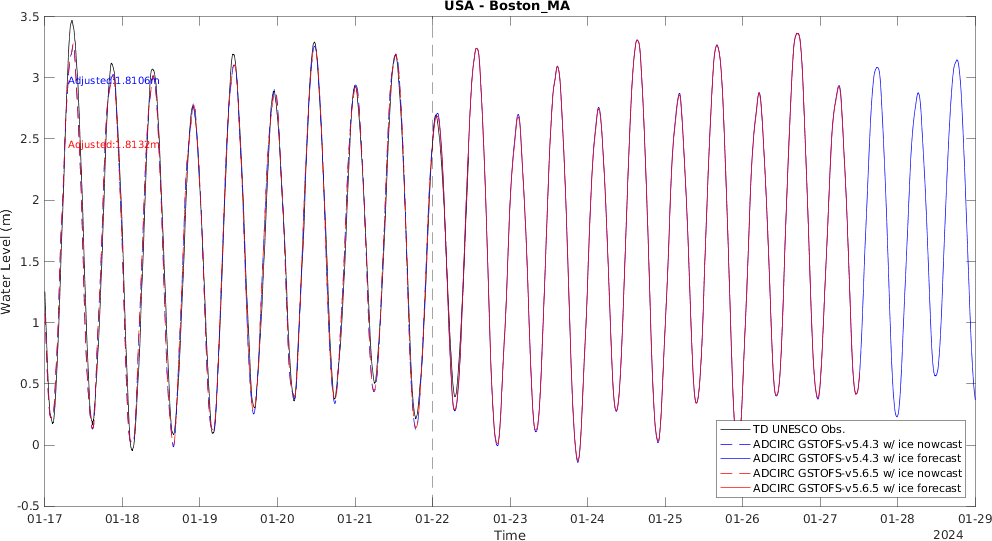 USA - Boston_MA
3.5
3
2.5
2
1.5
1
0.5
0
-0.5
Water Level (m)
Adjusted:1.8106m
Adjusted:1.8132m
TD UNESCO Obs.
ADCIRC GSTOFS-v5.4.3 w/ ice nowcast
ADCIRC GSTOFS-v5.4.3 w/ ice forecast
ADCIRC GSTOFS-v5.6.5 w/ ice nowcast
ADCIRC GSTOFS-v5.6.5 w/ ice forecast
01-17 01-18 01-19 01-20 01-21 01-22 01-23 01-24 01-25 01-26 01-27 01-28 01-29
Time
2024